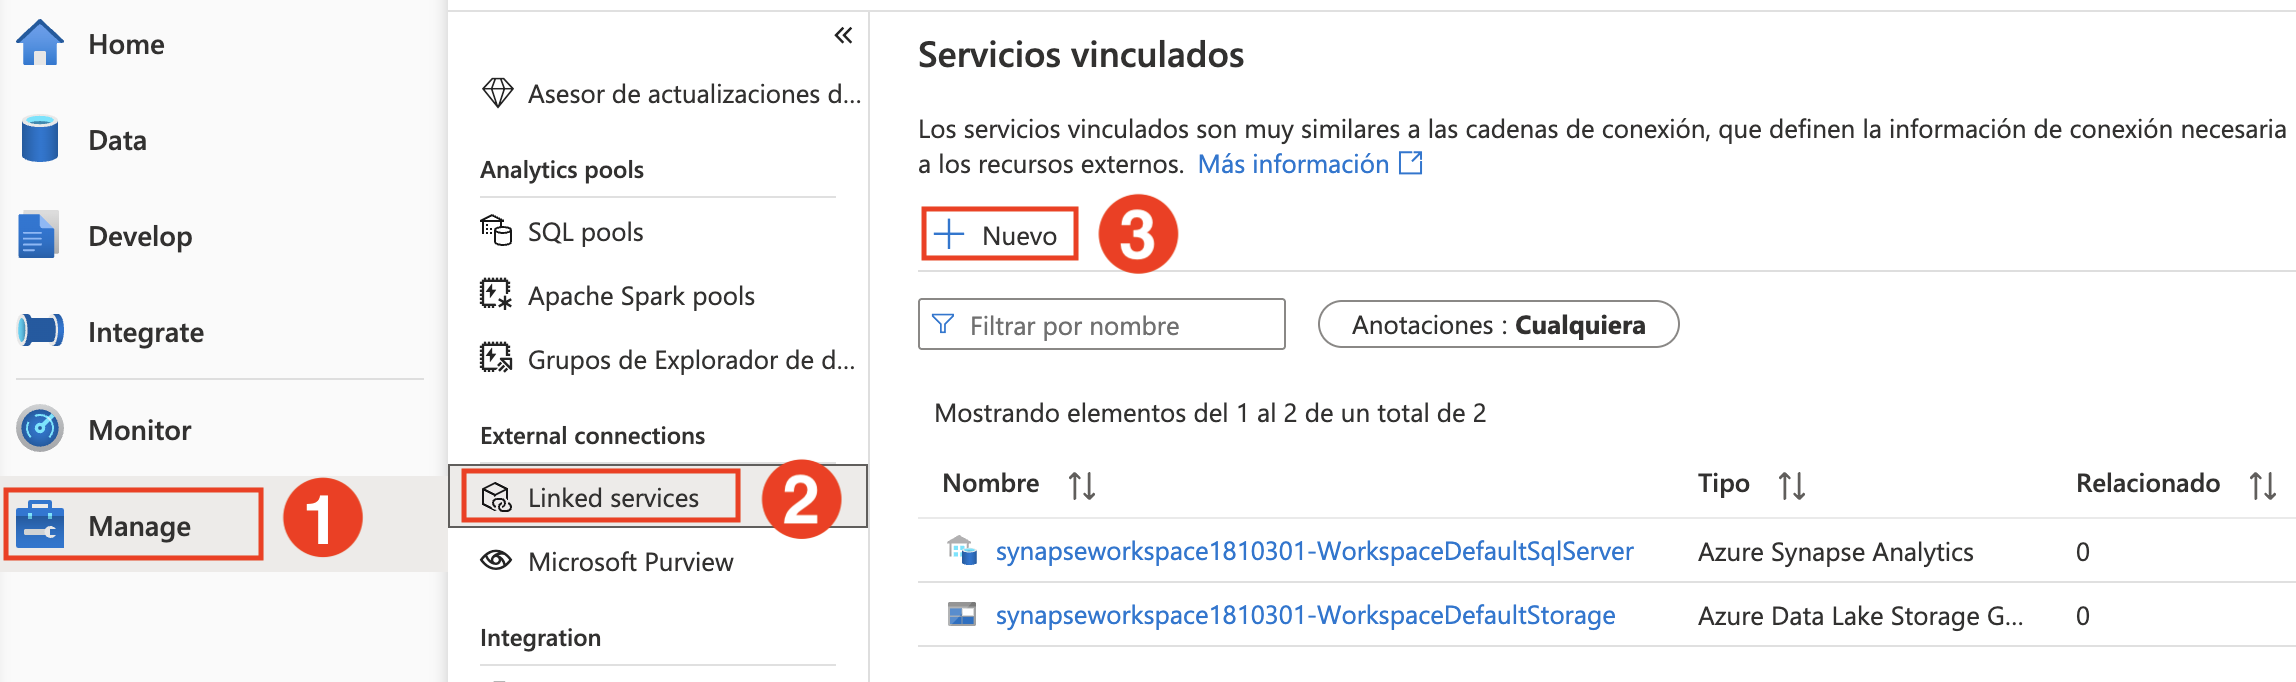 Home
Data
Develop
Integrate
Monitor
Manage
1
«
Asesor de actualizaciones d...
Analytics pools
SQL pools
Apache Spark pools
Grupos de Explorador de d...
External connections
Linked services
2
Microsoft Purview
Integration
Servicios vinculados
Los servicios vinculados son muy similares a las cadenas de conexión, que definen la información de conexión necesaria
a los recursos externos. Más información
+ Nuevo
3
Filtrar por nombre
Anotaciones : Cualquiera
Mostrando elementos del 1 al 2 de un total de 2
Nombre ↑↓ Tipo ↑↓ Relacionado ↑↓
synapseworkspace1810301-WorkspaceDefaultSqlServer Azure Synapse Analytics 0
synapseworkspace1810301-WorkspaceDefaultStorage Azure Data Lake Storage G... 0